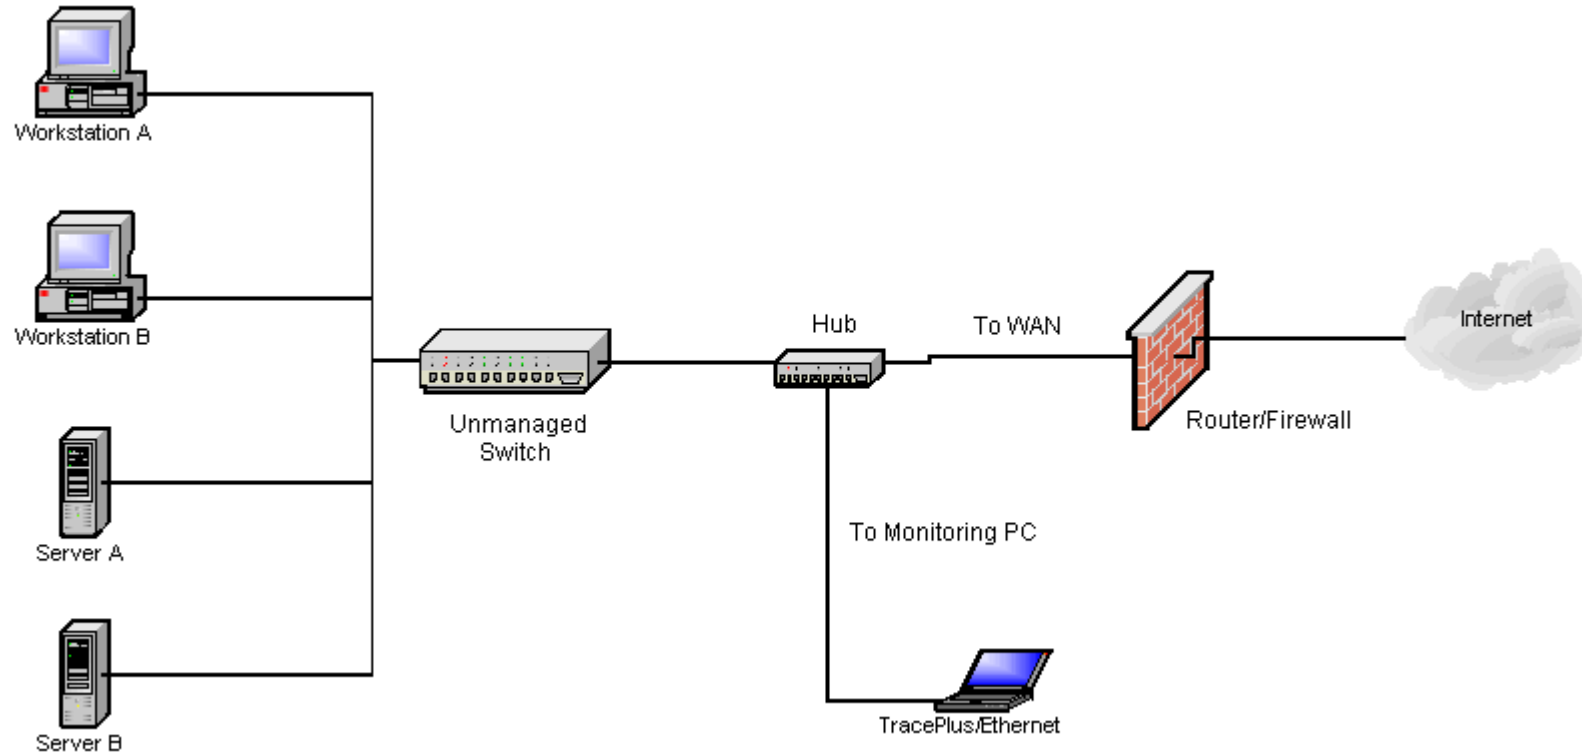 Workstation A
Workstation B
Server A
Server B
Unmanaged
Switch
Hub
To WAN
Router/Firewall
Internet
To Monitoring PC
TracePlus/Ethernet